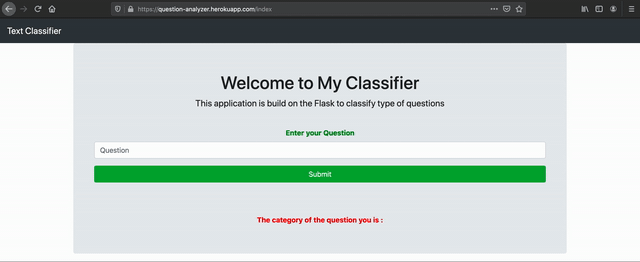 https://question-analyzer.herokuapp.com/index
Text Classifier
Welcome to My Classifier
This application is build on the Flask to classify type of questions
Enter your Question
Question
Submit
The category of the question you is :